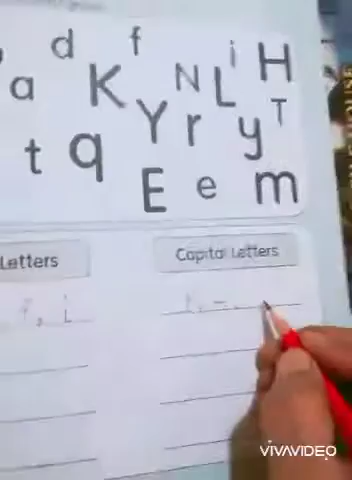 d f i H
a K N L
Y r y T
t q
E e m
Letters Capital Letters
VIVAVIDEO